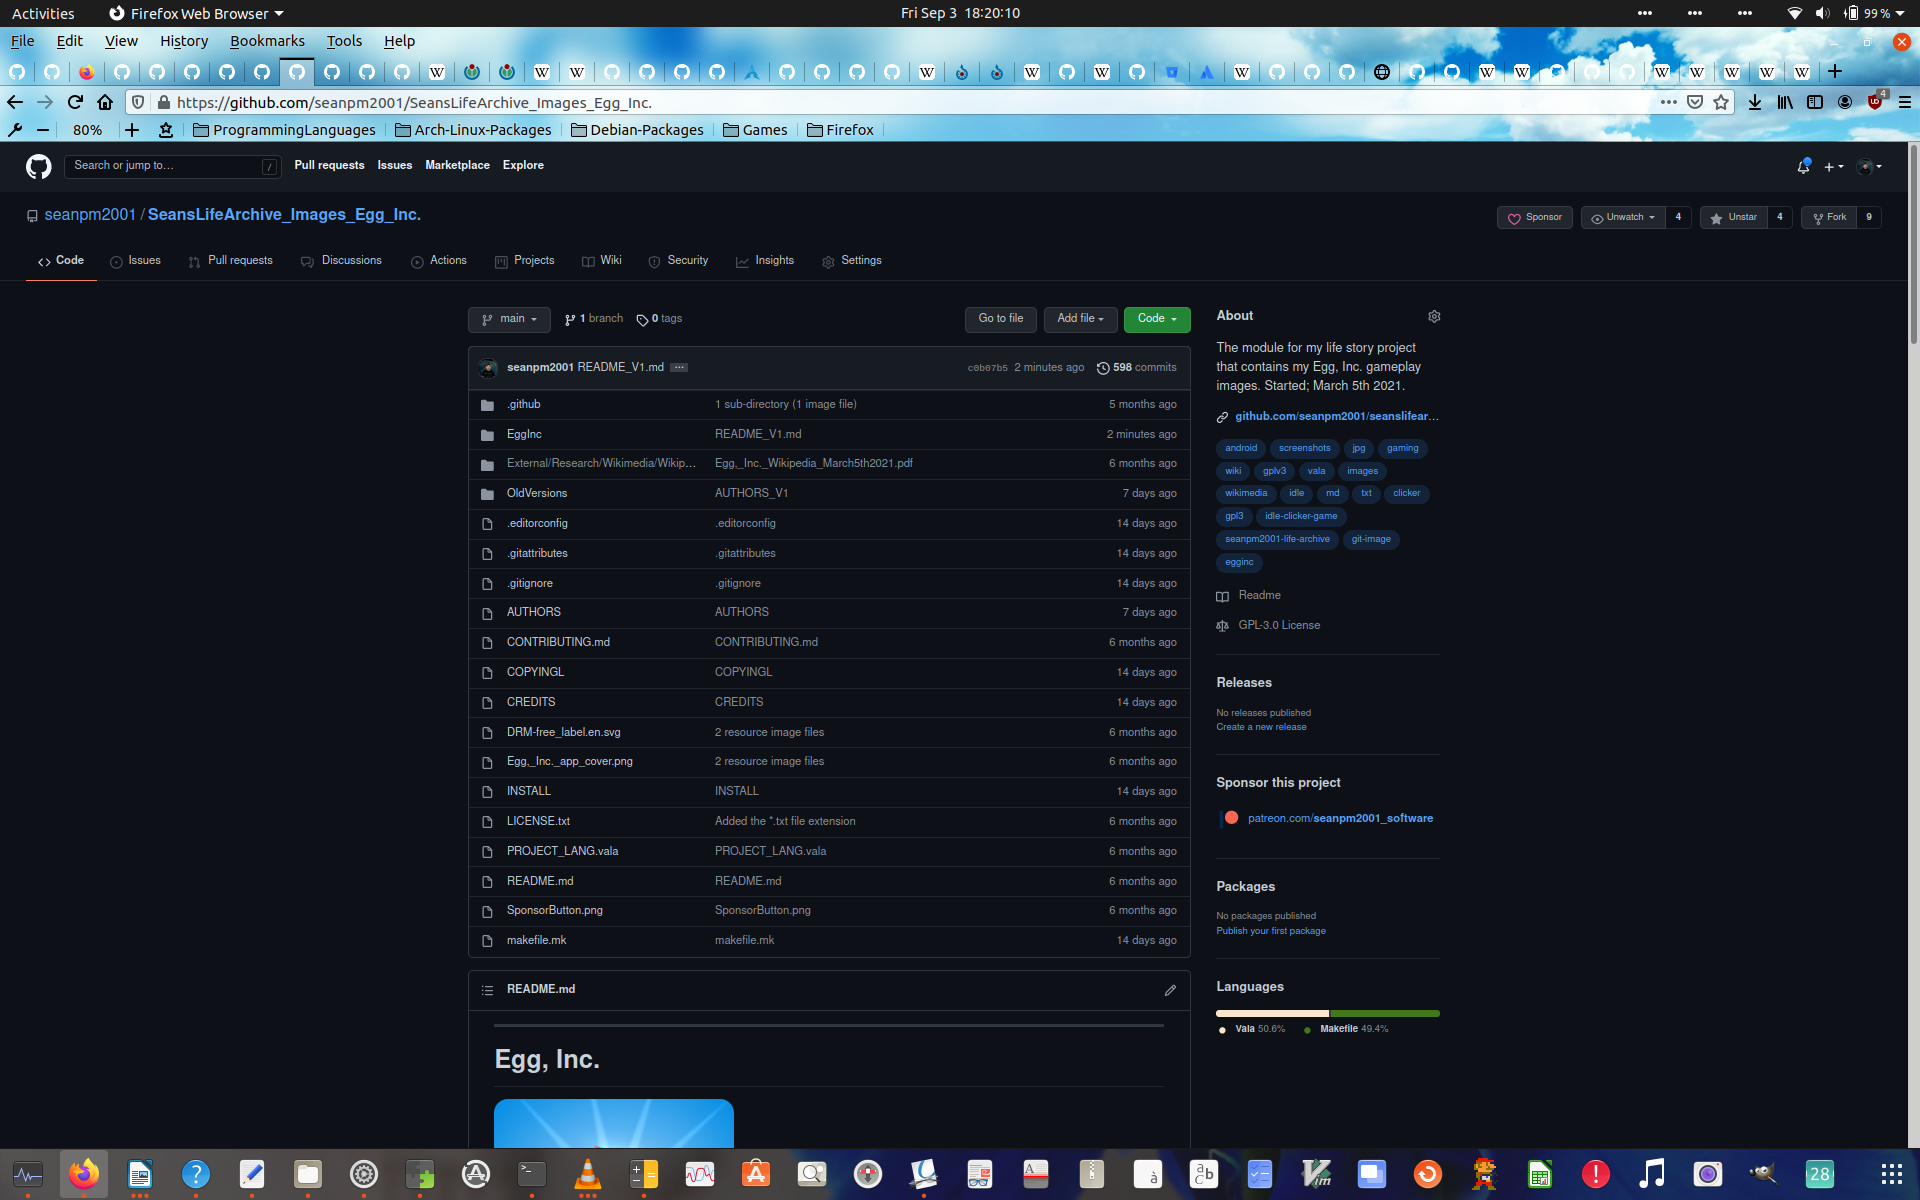 Activities Firefox Web Browser Fri Sep 3 18:20:10 99 %
File Edit View History Bookmarks Tools Help
https://github.com/seanpm2001/SeansLifeArchive_Images_Egg_Inc. 4
80% ProgrammingLanguages Arch-Linux-Packages Debian-Packages Games Firefox
Search or jump to… / Pull requests Issues Marketplace Explore
seanpm2001 / SeansLifeArchive_Images_Egg_Inc. Sponsor Unwatch 4 Unstar 4 Fork 9
Code Issues Pull requests Discussions Actions Projects Wiki Security Insights Settings
main 1 branch 0 tags Go to file Add file Code
seanpm2001 README_V1.md ... c0b07b5 2 minutes ago 598 commits
.github 1 sub-directory (1 image file) 5 months ago
EggInc README_V1.md 2 minutes ago
External/Research/Wikimedia/Wikip... Egg,_Inc._Wikipedia_March5th2021.pdf 6 months ago
OldVersions AUTHORS_V1 7 days ago
.editorconfig .editorconfig 14 days ago
.gitattributes .gitattributes 14 days ago
.gitignore .gitignore 14 days ago
AUTHORS AUTHORS 7 days ago
CONTRIBUTING.md CONTRIBUTING.md 6 months ago
COPYINGL COPYINGL 14 days ago
CREDITS CREDITS 14 days ago
DRM-free_label.en.svg 2 resource image files 6 months ago
Egg,_Inc._app_cover.png 2 resource image files 6 months ago
INSTALL INSTALL 14 days ago
LICENSE.txt Added the *.txt file extension 6 months ago
PROJECT_LANG.vala PROJECT_LANG.vala 6 months ago
README.md README.md 6 months ago
SponsorButton.png SponsorButton.png 6 months ago
makefile.mk makefile.mk 14 days ago
README.md
Egg, Inc.
About
The module for my life story project
that contains my Egg, Inc. gameplay
images. Started; March 5th 2021.
github.com/seanpm2001/seanslifear...
android screenshots jpg gaming
wiki gplv3 vala images
wikimedia idle md txt clicker
gpl3 idle-clicker-game
seanpm2001-life-archive git-image
egginc
Readme
GPL-3.0 License
Releases
No releases published
Create a new release
Sponsor this project
patreon.com/seanpm2001_software
Packages
No packages published
Publish your first package
Languages
Vala 50.6% Makefile 49.4%
28